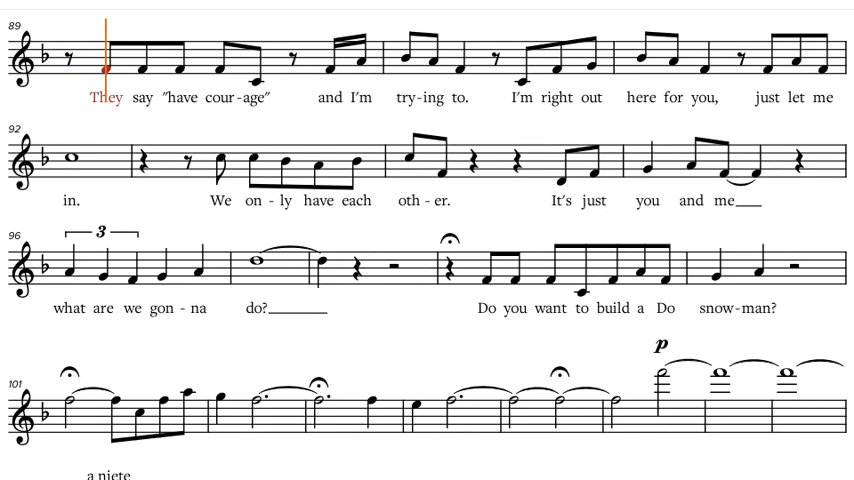 89
They say "have cour-age" and I'm try-ing to. I'm right out here for you, just let me
92
in. We on - ly have each oth - er. It's just you and me
96
3
what are we gon - na do? Do you want to build a Do snow-man?
p
101
a niete